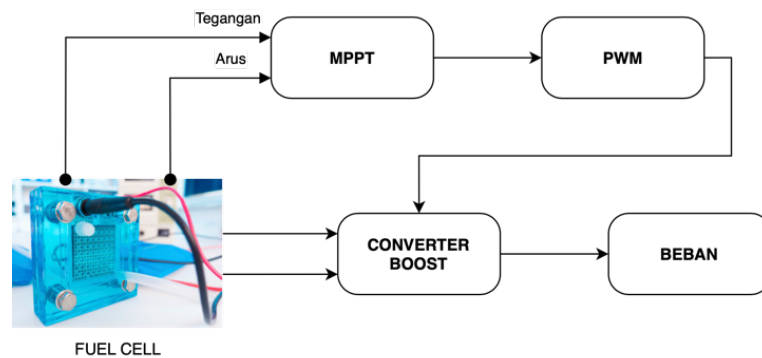 Tegangan
Arus
MPPT
PWM
CONVERTER
BOOST
BEBAN
FUEL CELL